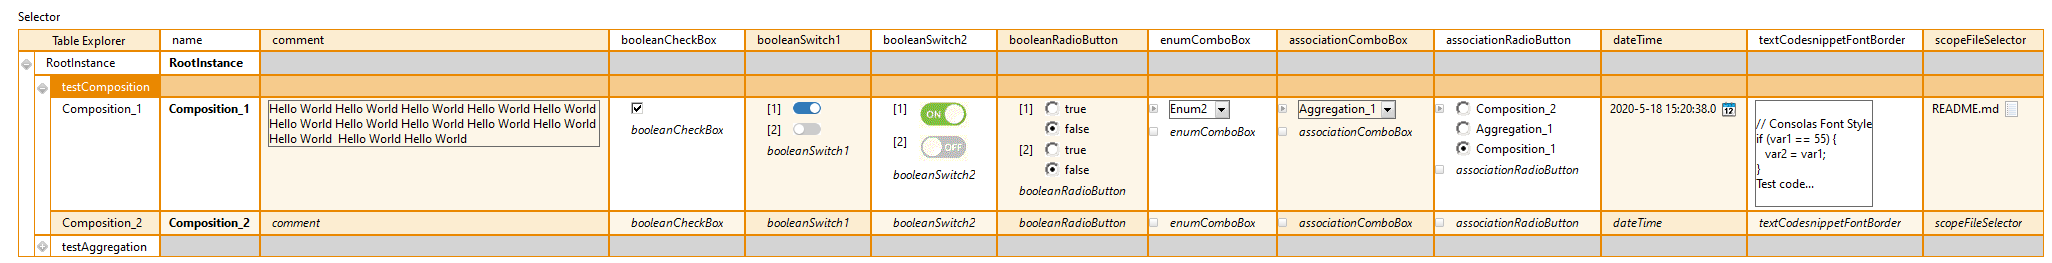 Selector
Table Explorer name comment booleanCheckBox booleanSwitch1 booleanSwitch2 booleanRadioButton enumComboBox associationComboBox associationRadioButton dateTime textCodesnippetFontBorder scopeFileSelector
RootInstance RootInstance
testComposition
Composition_1 Composition_1 Hello World Hello World Hello World Hello World Hello World [1] [1] ON [1] true Enum2 Aggregation_1 Composition_2 2020-5-18 15:20:38.0 12 README.md
Hello World Hello World Hello World Hello World Hello World booleanCheckBox [2] false enumComboBox associationComboBox Aggregation_1 // Consolas Font Style
Hello World  Hello World Hello World booleanSwitch1 [2] OFF [2] true Composition_1 if (var1 == 55) {
booleanSwitch2 false associationRadioButton var2 = var1;
booleanRadioButton }
Test code...
Composition_2 Composition_2 comment booleanCheckBox booleanSwitch1 booleanSwitch2 booleanRadioButton enumComboBox associationComboBox associationRadioButton dateTime textCodesnippetFontBorder scopeFileSelector
testAggregation